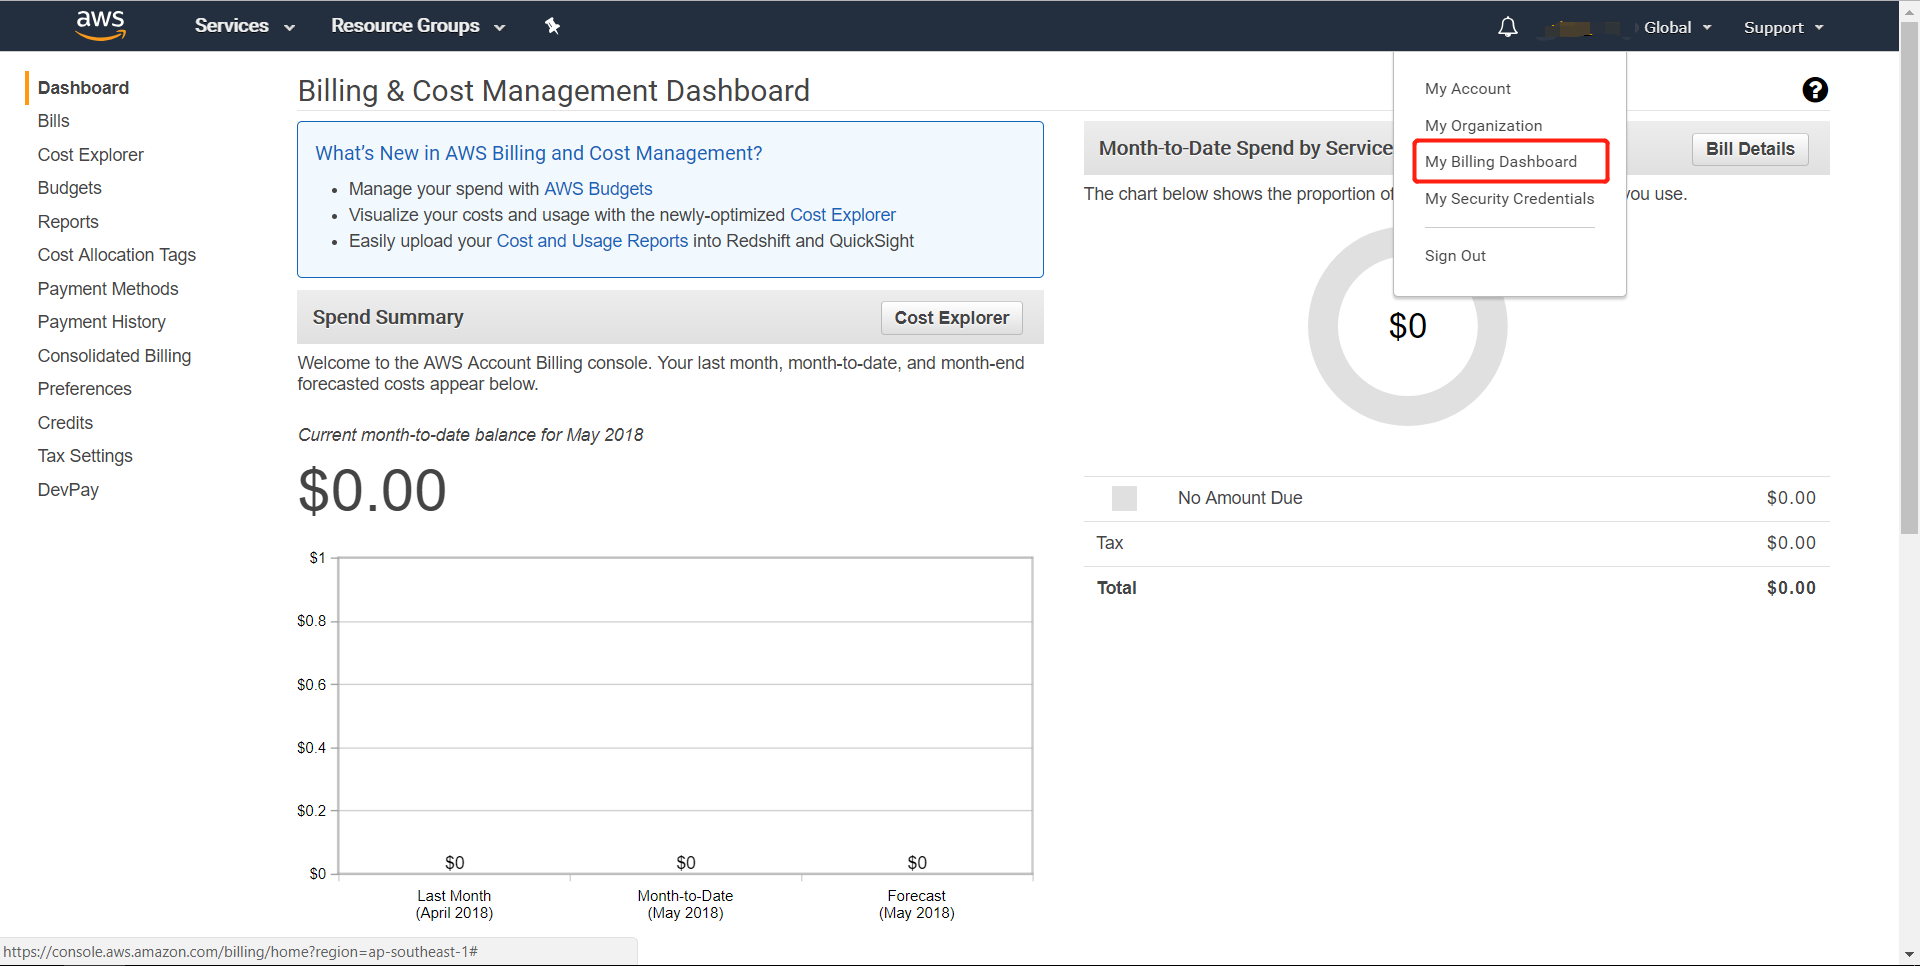 aws
Services
Resource Groups
Global
Support
Dashboard
Bills
Cost Explorer
Budgets
Reports
Cost Allocation Tags
Payment Methods
Payment History
Consolidated Billing
Preferences
Credits
Tax Settings
DevPay
Billing & Cost Management Dashboard
What's New in AWS Billing and Cost Management?
• Manage your spend with AWS Budgets
• Visualize your costs and usage with the newly-optimized Cost Explorer
• Easily upload your Cost and Usage Reports into Redshift and QuickSight
Spend Summary
Cost Explorer
Welcome to the AWS Account Billing console. Your last month, month-to-date, and month-end
forecasted costs appear below.
Current month-to-date balance for May 2018
$0.00
$1
$0.8
$0.6
$0.4
$0.2
$0
$0
$0
$0
Last Month
(April 2018)
Month-to-Date
(May 2018)
Forecast
(May 2018)
My Account
My Organization
My Billing Dashboard
My Security Credentials
Sign Out
?
Month-to-Date Spend by Service
Bill Details
The chart below shows the proportion of you use.
$0
No Amount Due $0.00
Tax $0.00
Total $0.00
https://console.aws.amazon.com/billing/home?region=ap-southeast-1#